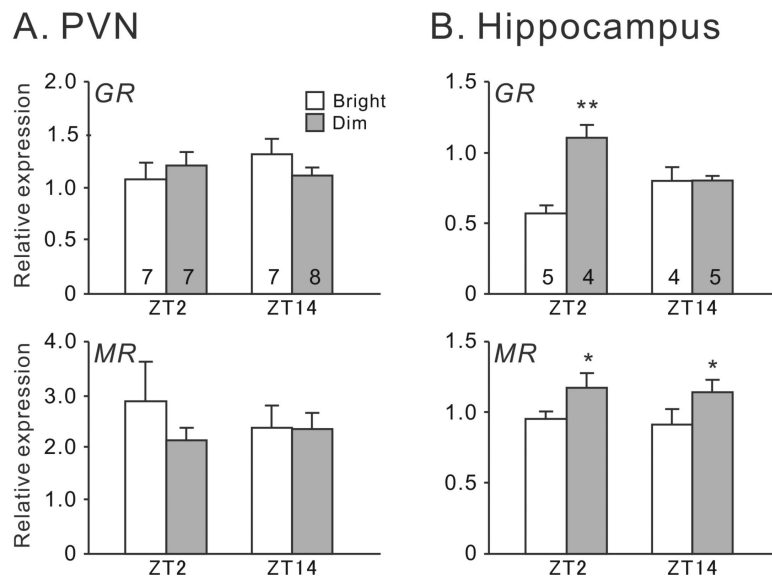 A. PVN
B. Hippocampus
Relative expression
GR
2.0
1.5
1.0
0.5
0
Bright
Dim
7
7
7
8
ZT2
ZT14
GR
1.5
1.0
0.5
0
**
5
4
4
5
ZT2
ZT14
Relative expression
MR
4.0
3.0
2.0
1.0
0
ZT2
ZT14
MR
1.5
1.0
0.5
0
*
*
ZT2
ZT14